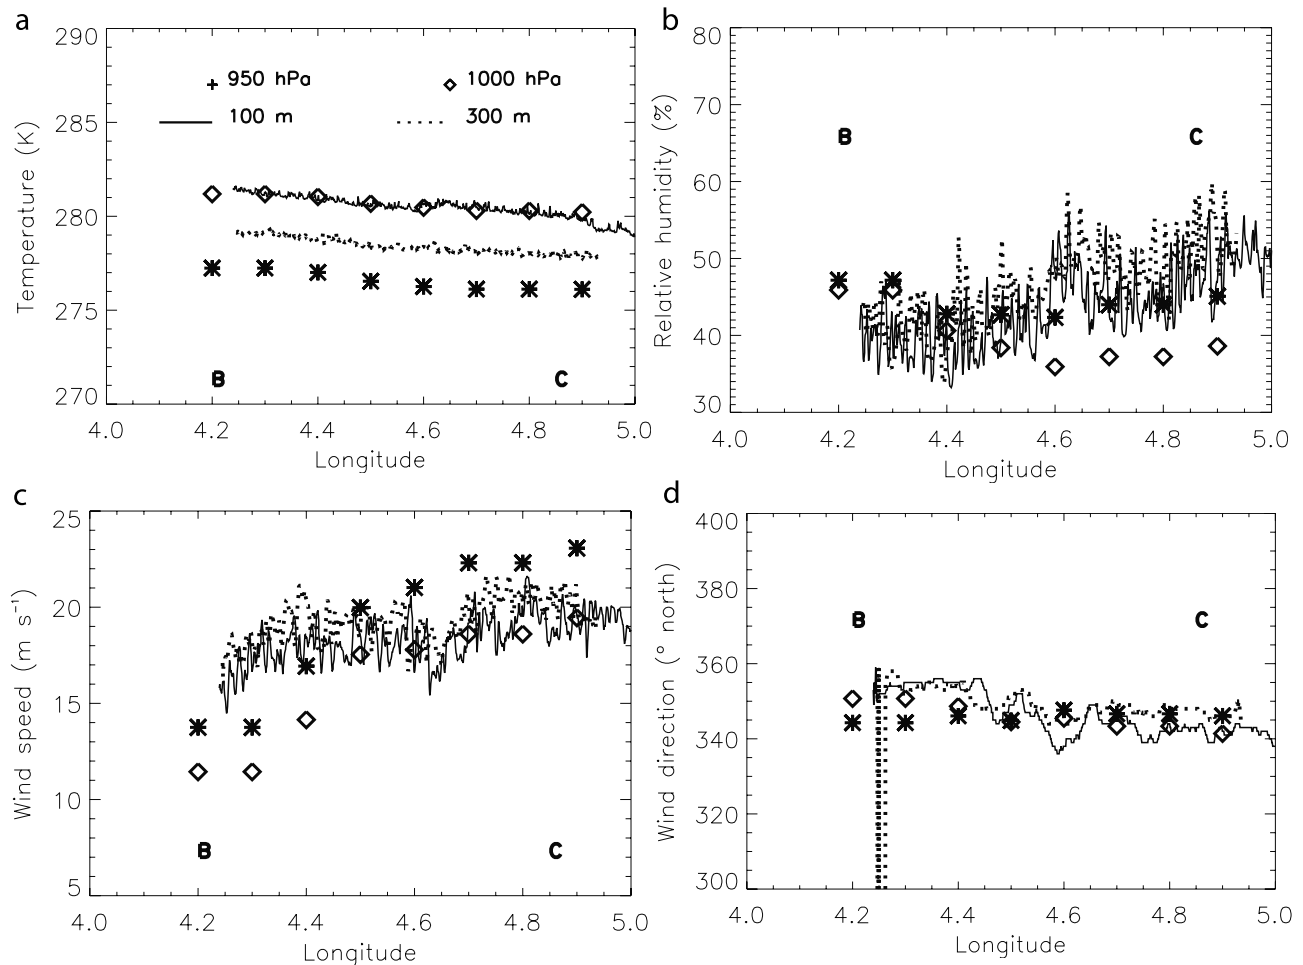 a
290
285
280
275
270
Temperature (K)
+ 950 hPa
◇ 1000 hPa
100 m
300 m
B
C
4.0 4.2 4.4 4.6 4.8 5.0
Longitude
b
80
70
60
50
40
30
Relative humidity (%)
B
C
4.0 4.2 4.4 4.6 4.8 5.0
Longitude
c
25
20
15
10
5
Wind speed (m s⁻¹)
B
C
4.0 4.2 4.4 4.6 4.8 5.0
Longitude
d
400
380
360
340
320
300
Wind direction (° north)
B
C
4.0 4.2 4.4 4.6 4.8 5.0
Longitude